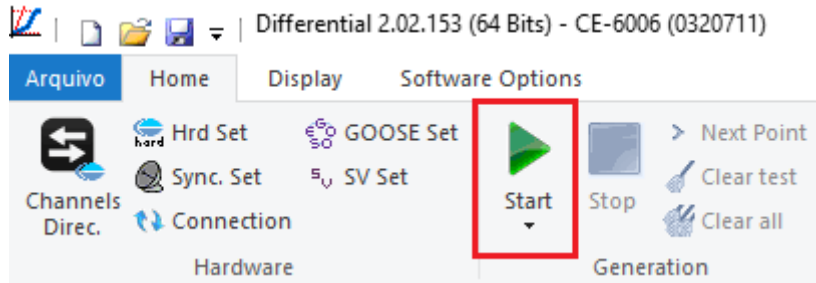 Differential 2.02.153 (64 Bits) - CE-6006 (0320711)
Arquivo Home Display Software Options
Hrd Set GOOSE Set > Next Point
hard
Sync. Set SV Set Start Stop Clear test
Channels
Direc. Connection Clear all
Hardware Generation